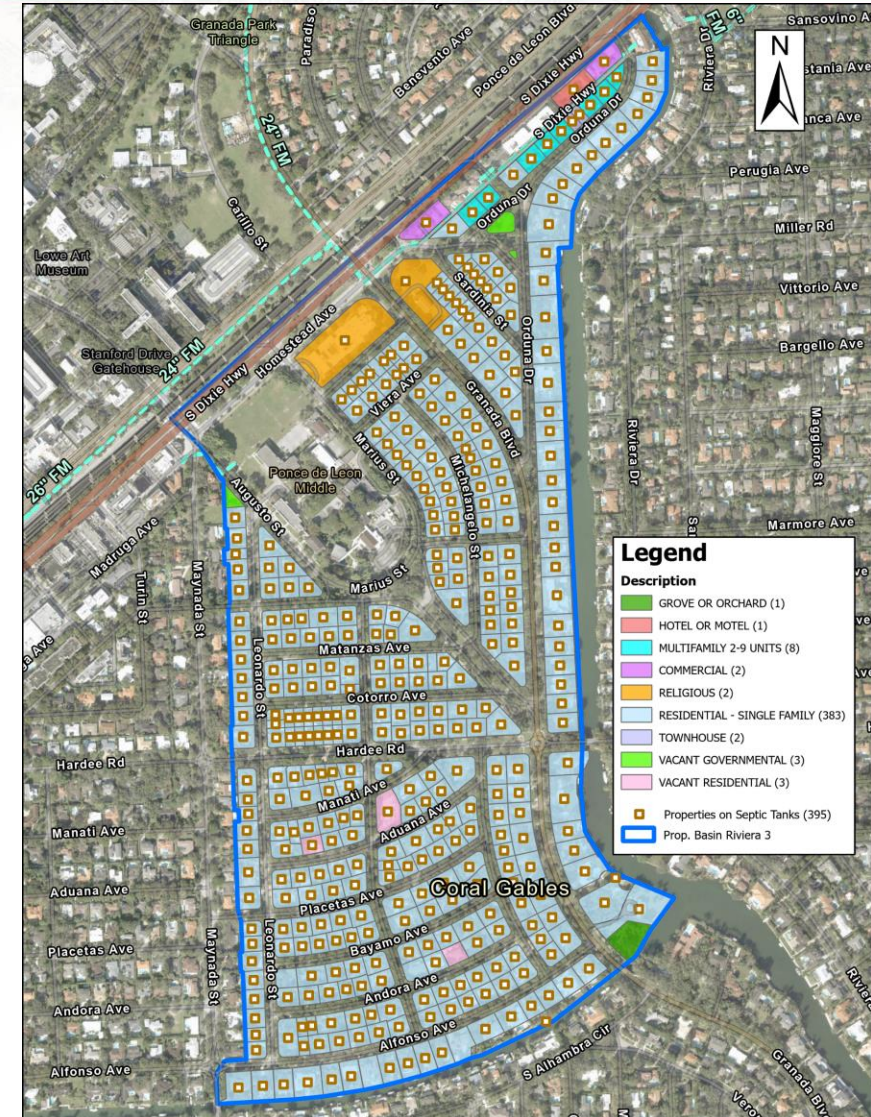 Granada Park
Triangle
Paradiso
Benevento Ave
Ponce de Leon Blvd
S Dixie Hwy
6"
FM
Riviera Dr
Sansovino A
stania Ave
anca Ave
N
S Dixie Hwy
Orduna Dr
24" FM
Perugia Ave
Carillo St
Orduna Dr
Miller Rd
Lowe Art
Museum
Sardinia St
Vittorio Ave
Homestead Ave
Orduna Dr
Bargello Ave
Stanford Drive
Gatehouse
24" FM
S Dixie Hwy
Viera Ave
Granada Blvd
Riviera Dr
Maggiore St
Marius St
Michelangelo St
26" FM
Ponce de Leon
Middle
Augusto St
Marmore Ave
Madruga Ave
Turin St
Maynada St
Marius St
Leonardo St
Matanzas Ave
Cotorro Ave
Hardee Rd
Hardee Rd
Legend
Description
GROVE OR ORCHARD (1)
HOTEL OR MOTEL (1)
MULTIFAMILY 2-9 UNITS (8)
COMMERCIAL (2)
RELIGIOUS (2)
RESIDENTIAL - SINGLE FAMILY (383)
TOWNHOUSE (2)
VACANT GOVERNMENTAL (3)
VACANT RESIDENTIAL (3)
Properties on Septic Tanks (395)
Prop. Basin Riviera 3
Manati Ave
Manati Ave
Aduana Ave
Aduana Ave
Placetas Ave
Coral Gables
Placetas Ave
Maynada St
Leonardo St
Bayamo Ave
Andora Ave
Andora Ave
Alfonso Ave
Alfonso Ave
S Alhambra Cir
Granada Blv